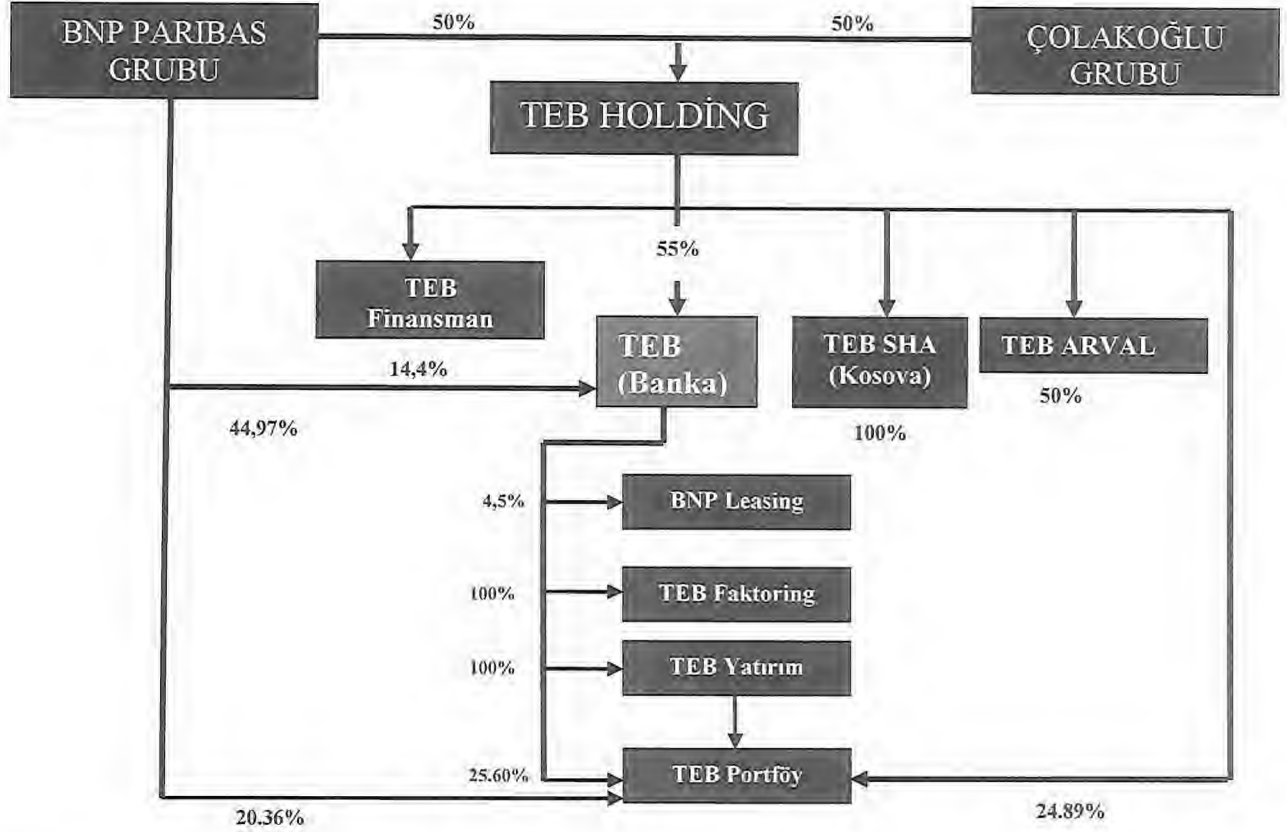 BNP PARIBAS
GRUBU
50%
50%
ÇOLAKOĞLU
GRUBU
TEB HOLDİNG
55%
TEB
Finansman
TEB
(Banka)
TEB SHA
(Kosova)
TEB ARVAL
14,4%
50%
44,97%
100%
4,5%
BNP Leasing
100%
TEB Faktoring
100%
TEB Yatırım
25.60%
TEB Portföy
20.36%
24.89%